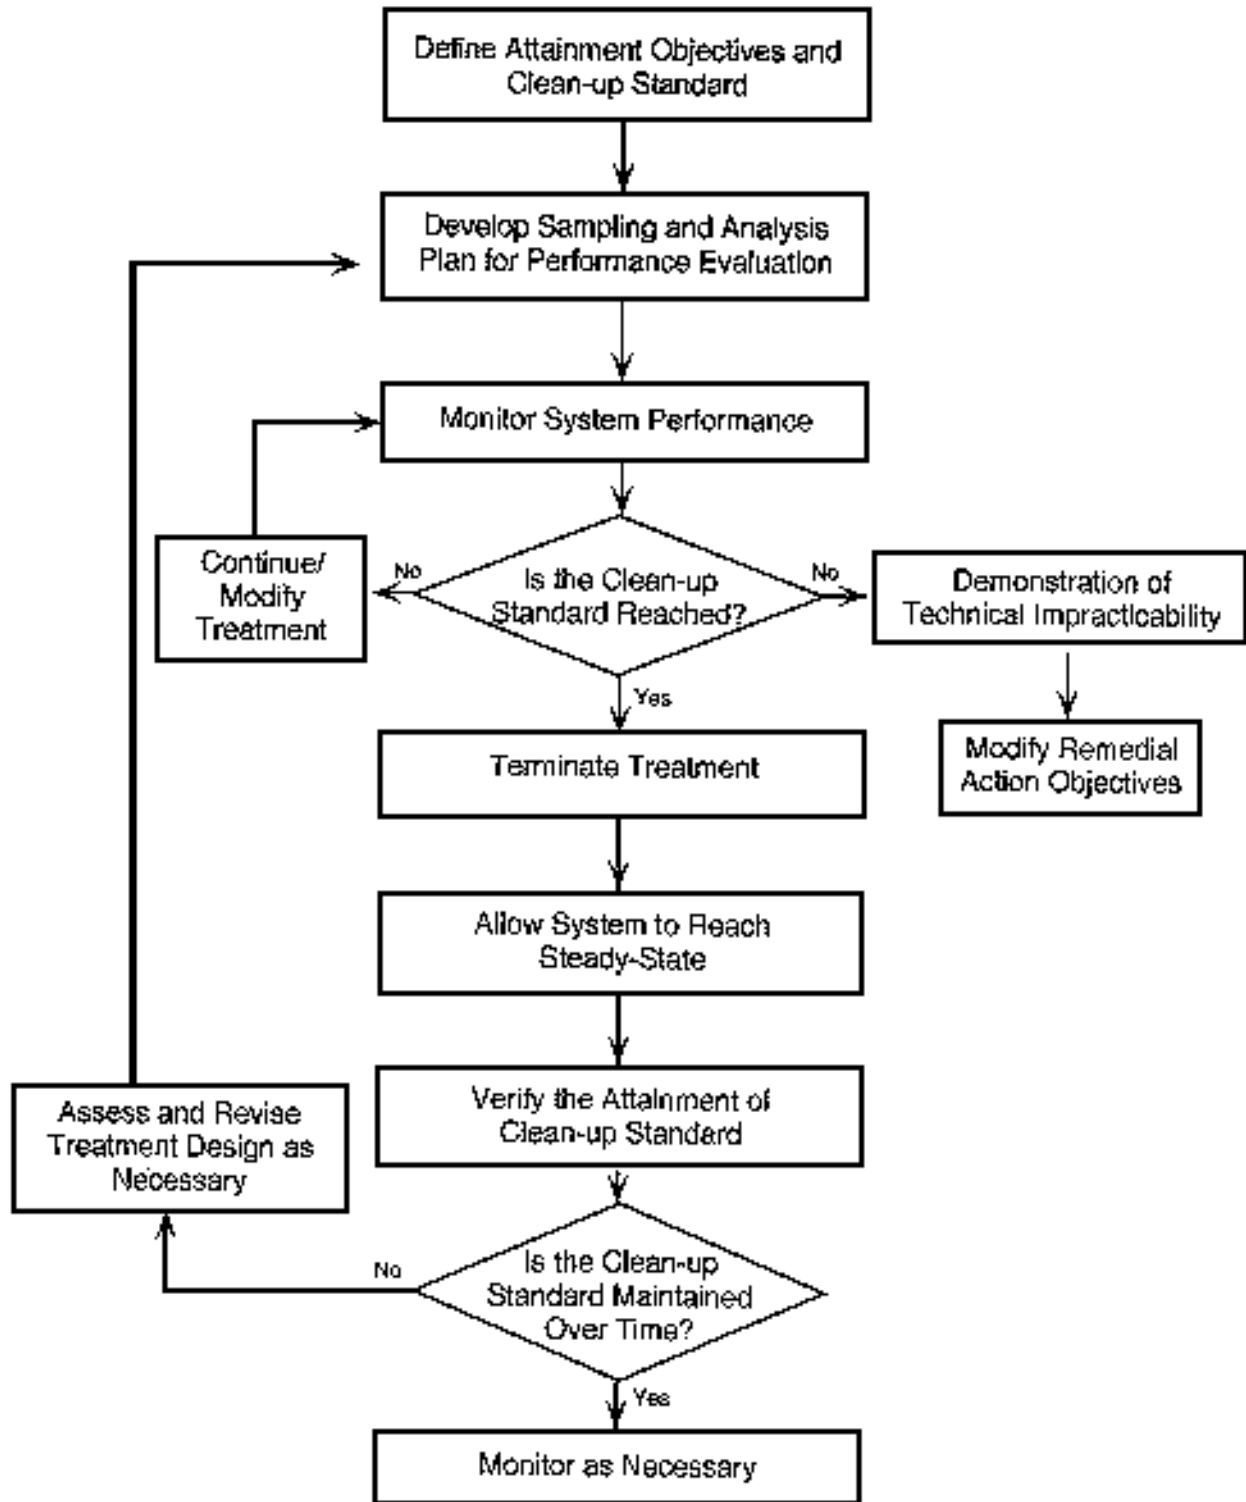 Define Attainment Objectives and
Clean-up Standard
Develop Sampling and Analysis
Plan for Performance Evaluation
Monitor System Performance
Continue/
Modify
Treatment
No
Is the Clean-up
Standard Reached?
No
Demonstration of
Technical Impracticability
Yes
Modify Remedial
Action Objectives
Terminate Treatment
Allow System to Reach
Steady-State
Verify the Attainment of
Clean-up Standard
Assess and Revise
Treatment Design as
Necessary
No
Is the Clean-up
Standard Maintained
Over Time?
Yes
Monitor as Necessary